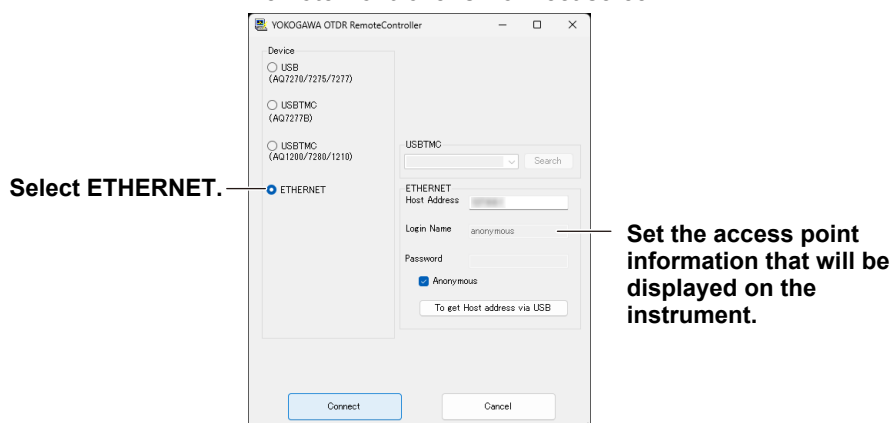 YOKOGAWA OTDR RemoteController
Device
USB
(AQ7270/7275/7277)
USBTMC
(AQ7277B)
USBTMC
(AQ1200/7280/1210)
USBTMC
Search
Select ETHERNET.
ETHERNET
ETHERNET
Host Address
Login Name
anonymous
Password
Anonymous
To get Host address via USB
Set the access point
information that will be
displayed on the
instrument.
Connect
Cancel